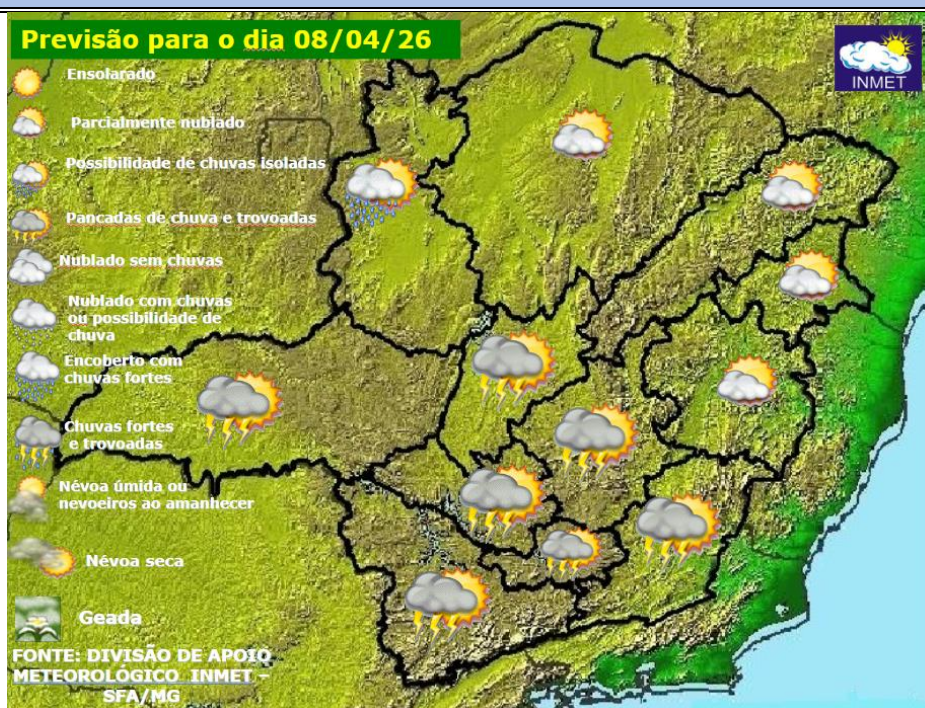 Previsão para o dia 08/04/26
INMET
Ensolarado
Parcialmente nublado
Possibilidade de chuvas isoladas
Pancadas de chuva e trovoadas
Nublado sem chuvas
Nublado com chuvas
ou possibilidade de
chuva
Encoberto com
chuvas fortes
Chuvas fortes
e trovoadas
Névoa úmida ou
nevoeiros ao amanhecer
Névoa seca
Geada
FONTE: DIVISÃO DE APOIO
METEOROLÓGICO INMET –
SFA/MG